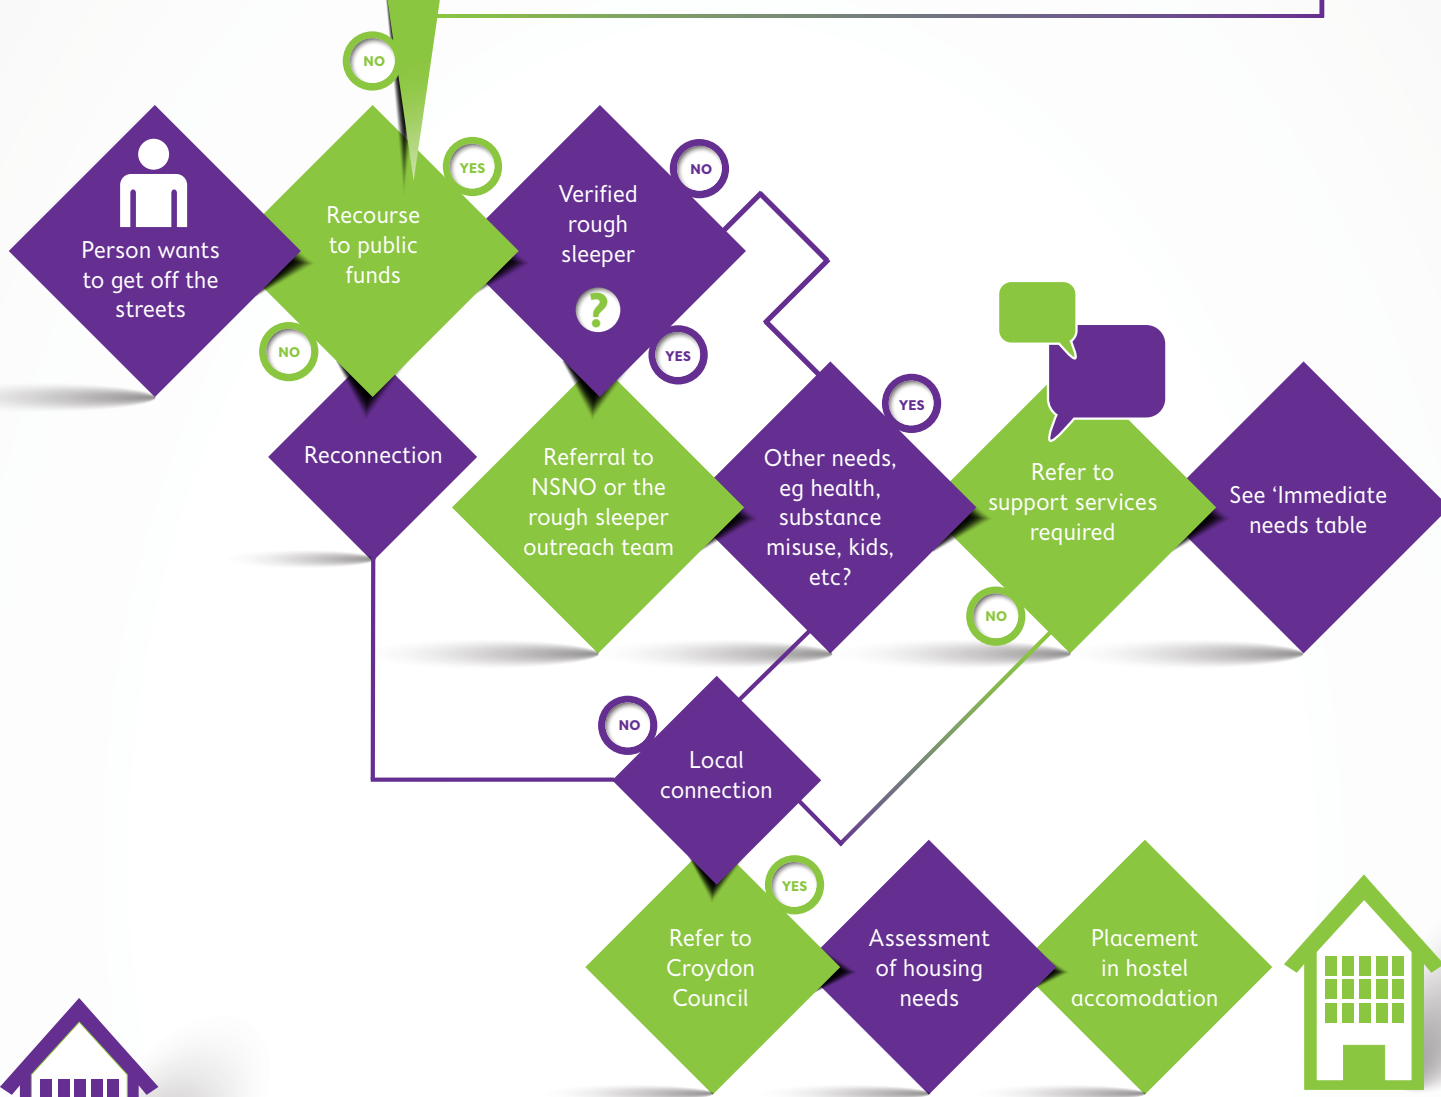 NO
Person wants
to get off the
streets
Recourse
to public
funds
YES
NO
Verified
rough
sleeper
?
NO
YES
Reconnection
Referral to
NSNO or the
rough sleeper
outreach team
Other needs,
eg health,
substance
misuse, kids,
etc?
YES
Refer to
support services
required
NO
See ‘Immediate
needs table
NO
Local
connection
YES
Refer to
Croydon
Council
Assessment
of housing
needs
Placement
in hostel
accomodation